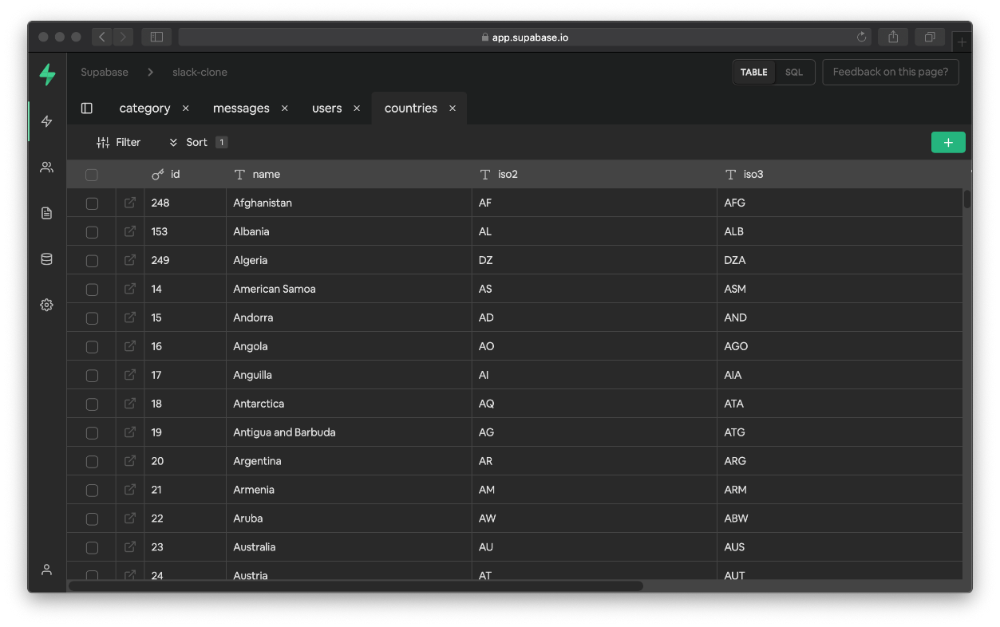 app.supabase.io
Supabase slack-clone TABLE SQL Feedback on this page?
category messages users countries
Filter Sort 1
id name iso2 iso3
248 Afghanistan AF AFG
153 Albania AL ALB
249 Algeria DZ DZA
14 American Samoa AS ASM
15 Andorra AD AND
16 Angola AO AGO
17 Anguilla AI AIA
18 Antarctica AQ ATA
19 Antigua and Barbuda AG ATG
20 Argentina AR ARG
21 Armenia AM ARM
22 Aruba AW ABW
23 Australia AU AUS
24 Austria AT AUT